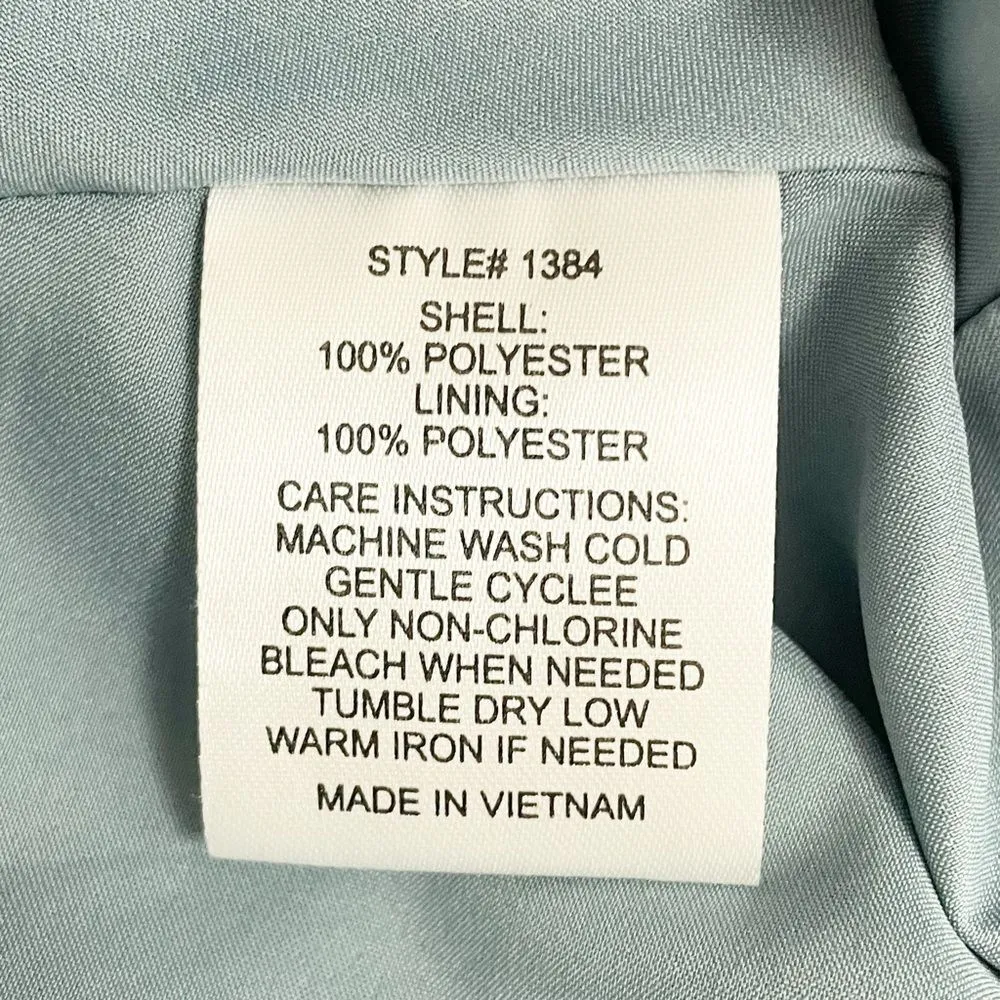 STYLE# 1384
SHELL:
100% POLYESTER
LINING:
100% POLYESTER
CARE INSTRUCTIONS:
MACHINE WASH COLD
GENTLE CYCLEE
ONLY NON-CHLORINE
BLEACH WHEN NEEDED
TUMBLE DRY LOW
WARM IRON IF NEEDED
MADE IN VIETNAM